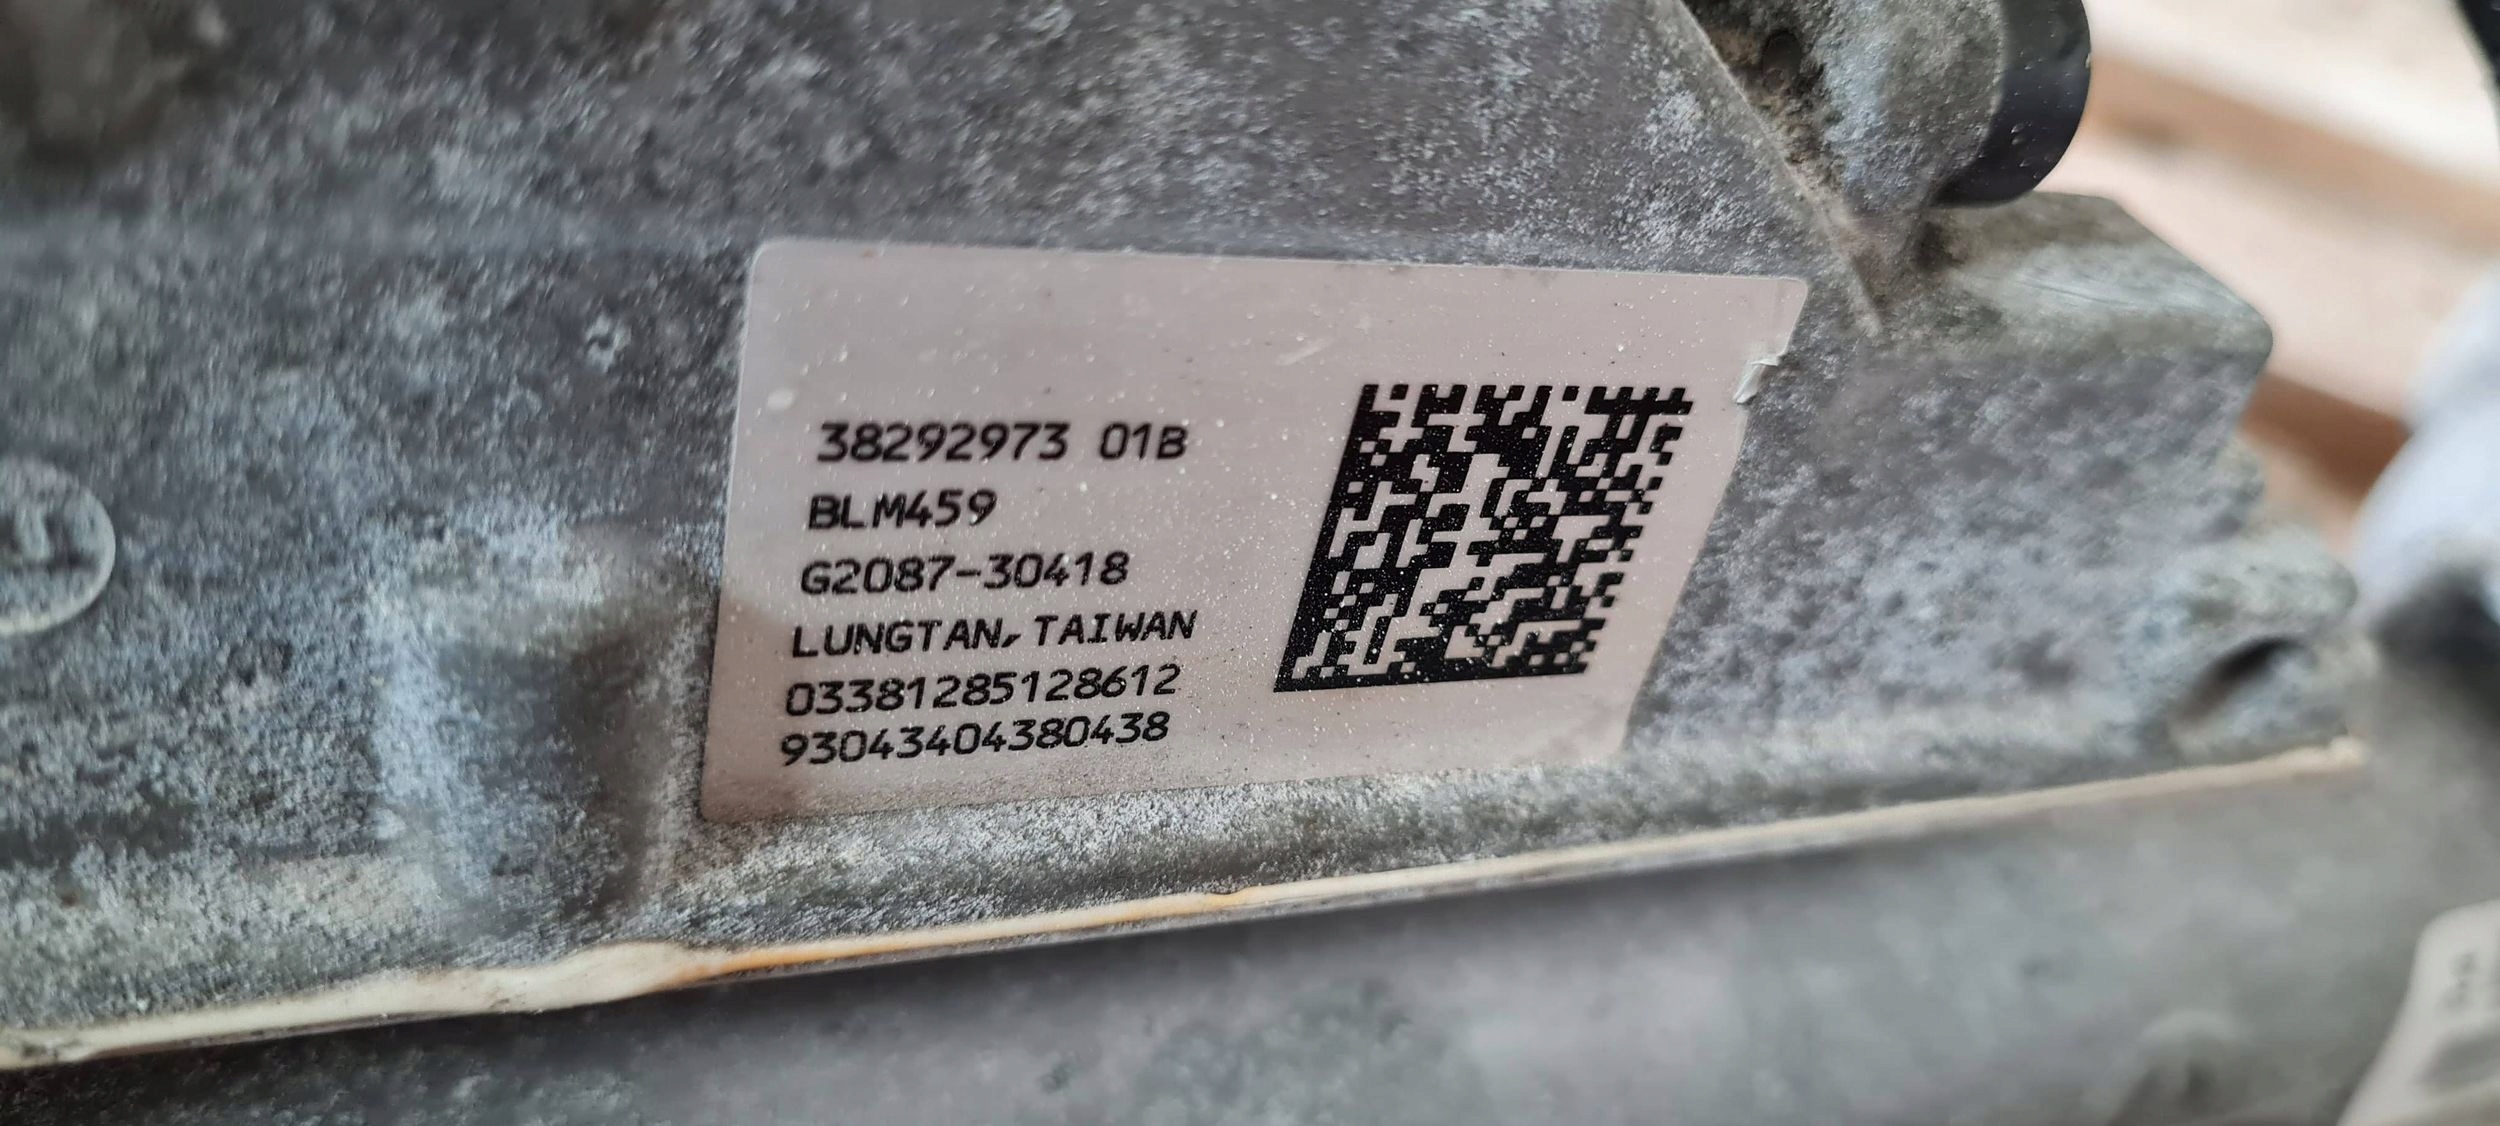 38292973 01B
BLM459
G2087-30418
LUNGTAN, TAIWAN
03381285128612
93043404380438